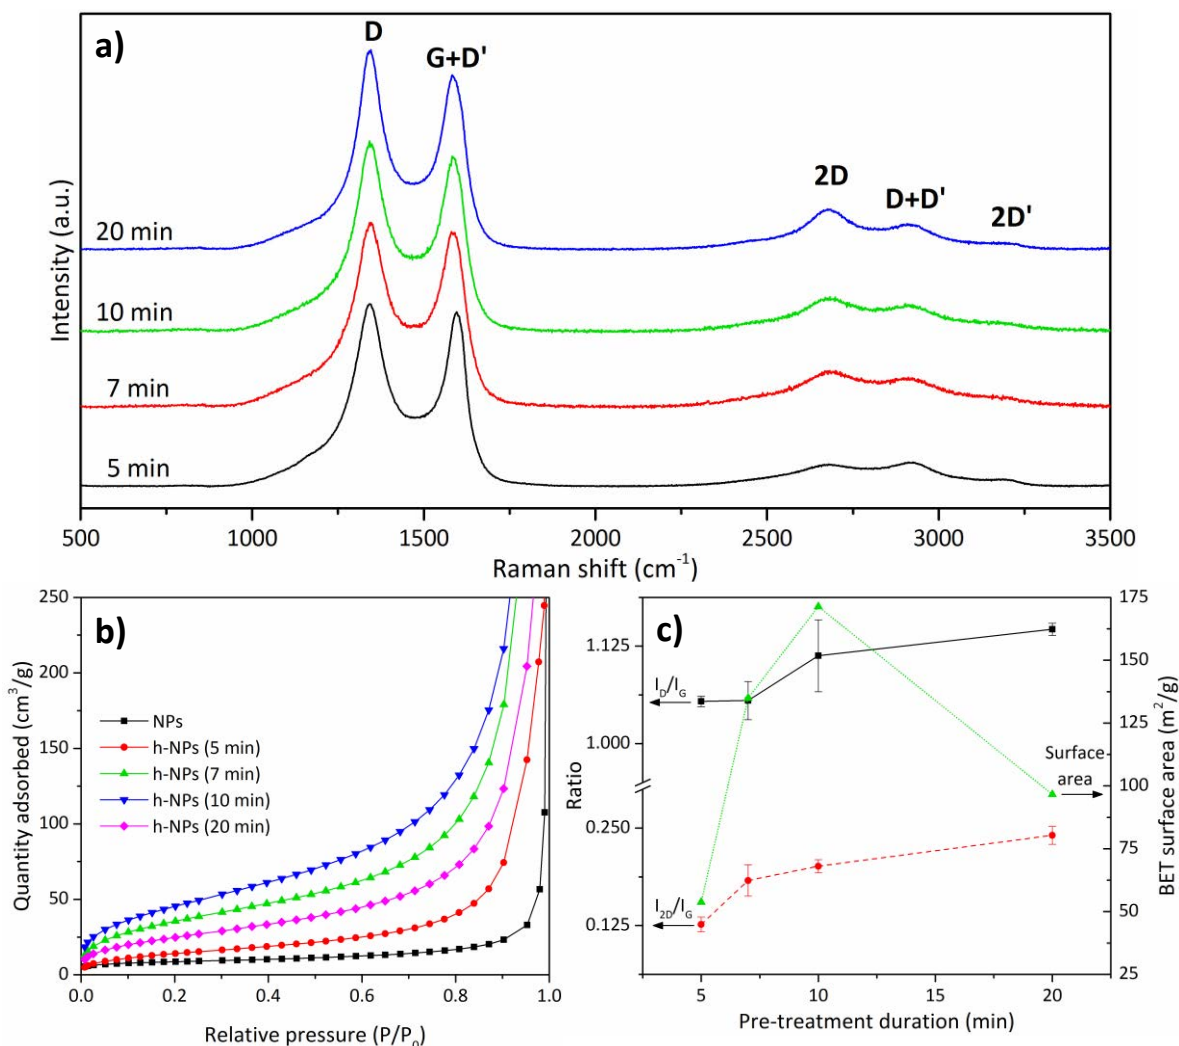 a)
D
G+D'
2D
D+D'
2D'
20 min
10 min
7 min
5 min
Intensity (a.u.)
500 1000 1500 2000 2500 3000 3500
Raman shift (cm-1)
b)
250
200
150
100
50
0
Quantity adsorbed (cm3/g)
NPs
h-NPs (5 min)
h-NPs (7 min)
h-NPs (10 min)
h-NPs (20 min)
0.0 0.2 0.4 0.6 0.8 1.0
Relative pressure (P/Po)
c)
1.125
1.000
0.250
0.125
Ratio
ID/IG
I2D/IG
Surface
area
175
150
125
100
75
50
25
BET surface area (m2/g)
5 10 15 20
Pre-treatment duration (min)